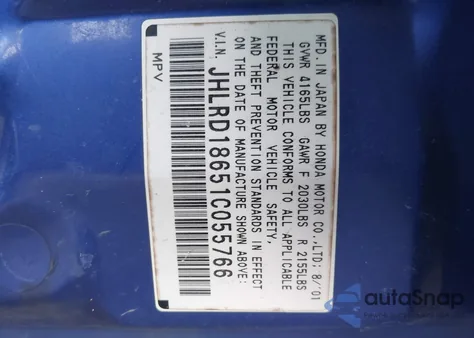 MFD. IN JAPAN BY HONDA MOTOR CO.,LTD; 8/'01
GVWR 4165LBS GAWR F 2030LBS R 2155LBS
THIS VEHICLE CONFORMS TO ALL APPLICABLE
FEDERAL MOTOR VEHICLE SAFETY,
AND THEFT PREVENTION STANDARDS IN EFFECT
ON THE DATE OF MANUFACTURE SHOWN ABOVE:
V.I.N. JHLRD18651C055766
MPV
autoSnap